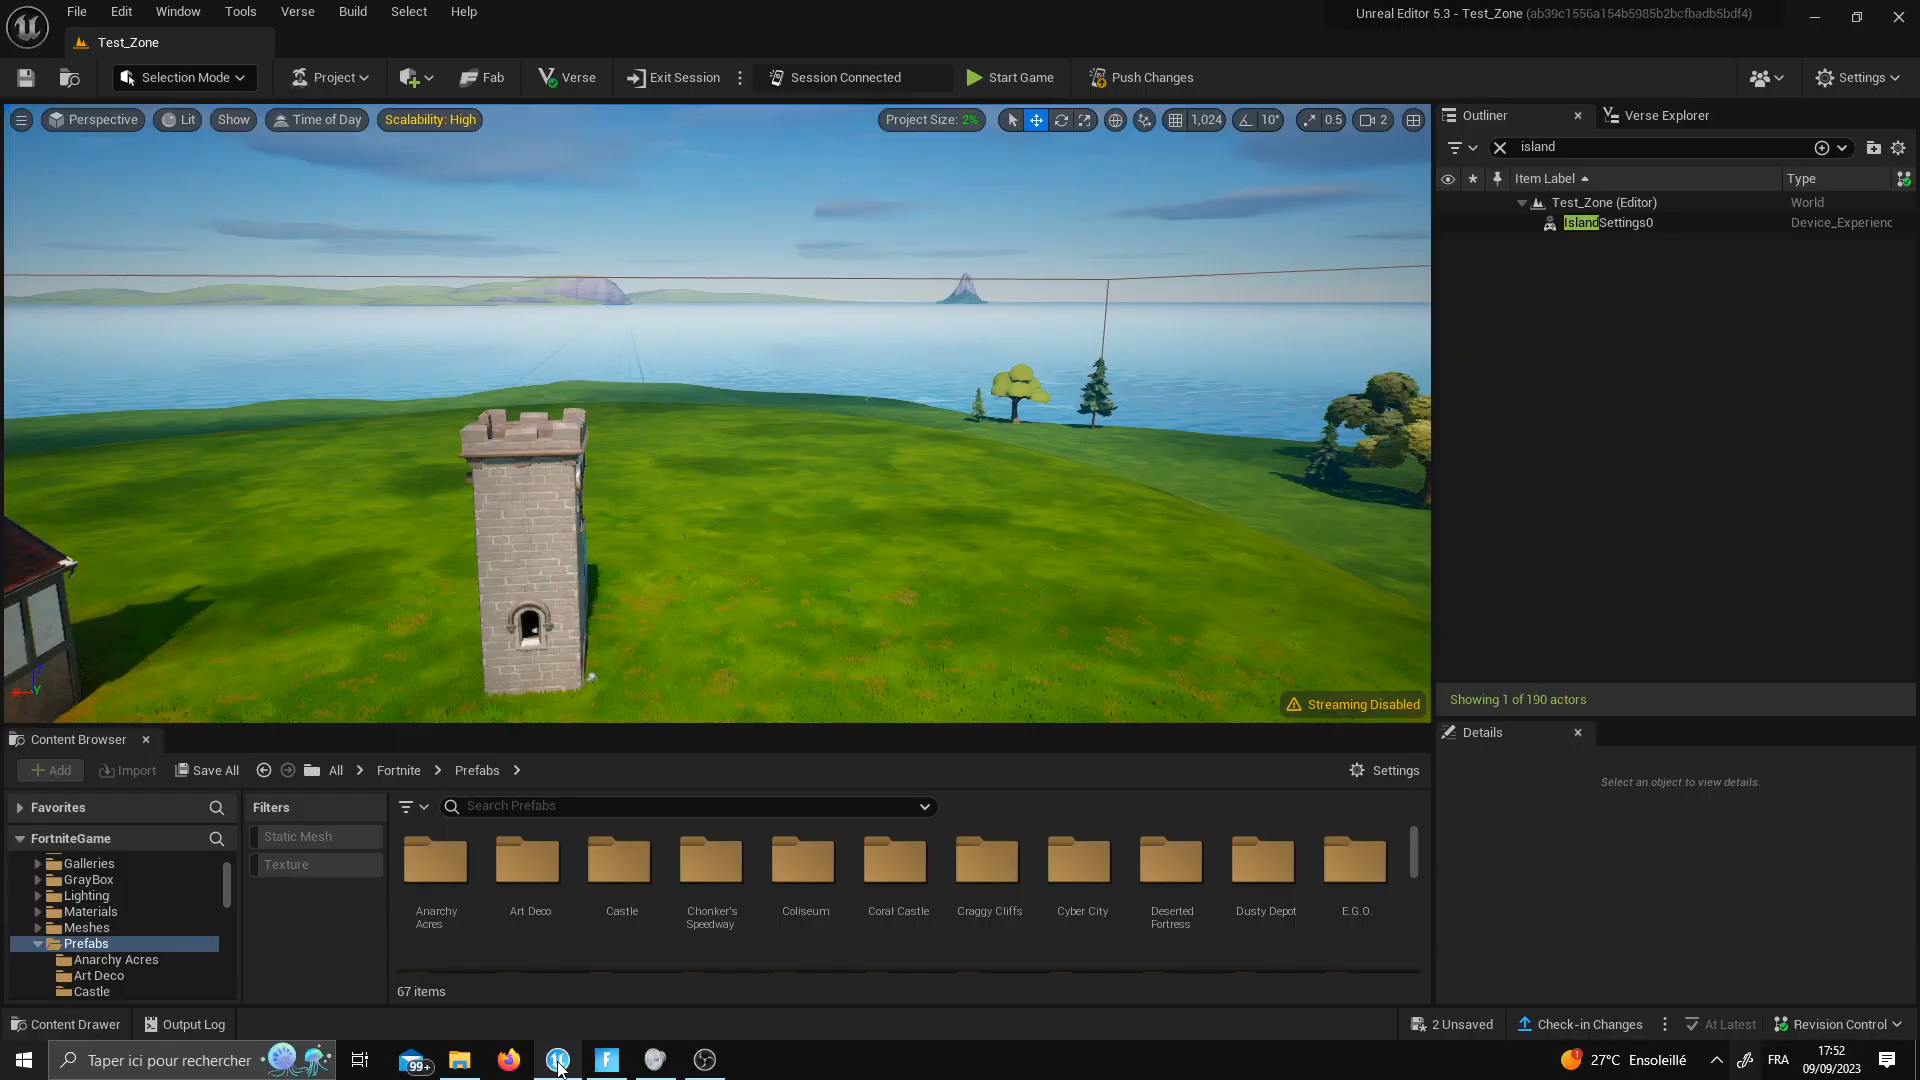 File Edit Window Tools Verse Build Select Help
Unreal Editor 5.3 - Test_Zone (ab39c1556a154b5985b2bcfbadb5bdf4)
Test_Zone
Selection Mode Project Fab Verse Exit Session Session Connected Start Game Push Changes Settings
Perspective Lit Show Time of Day Scalability: High Project Size: 2% 1,024 10° 0.5 2
Streaming Disabled
Outliner Verse Explorer
island
Item Label Type
Test_Zone (Editor) World
IslandSettings0 Device_Experienc
Showing 1 of 190 actors
Details
Select an object to view details.
Content Browser
Add Import Save All All Fortnite Prefabs Settings
Favorites
FortniteGame
Galleries
GrayBox
Lighting
Materials
Meshes
Prefabs
Anarchy Acres
Art Deco
Castle
Filters
Static Mesh
Texture
Search Prefabs
Anarchy Acres
Art Deco
Castle
Chonker's Speedway
Coliseum
Coral Castle
Craggy Cliffs
Cyber City
Deserted Fortress
Dusty Depot
E.G.O.
67 items
Content Drawer Output Log 2 Unsaved Check-in Changes At Latest Revision Control
Taper ici pour rechercher 99+ 1 27°C Ensoleillé FRA 17:52
09/09/2023